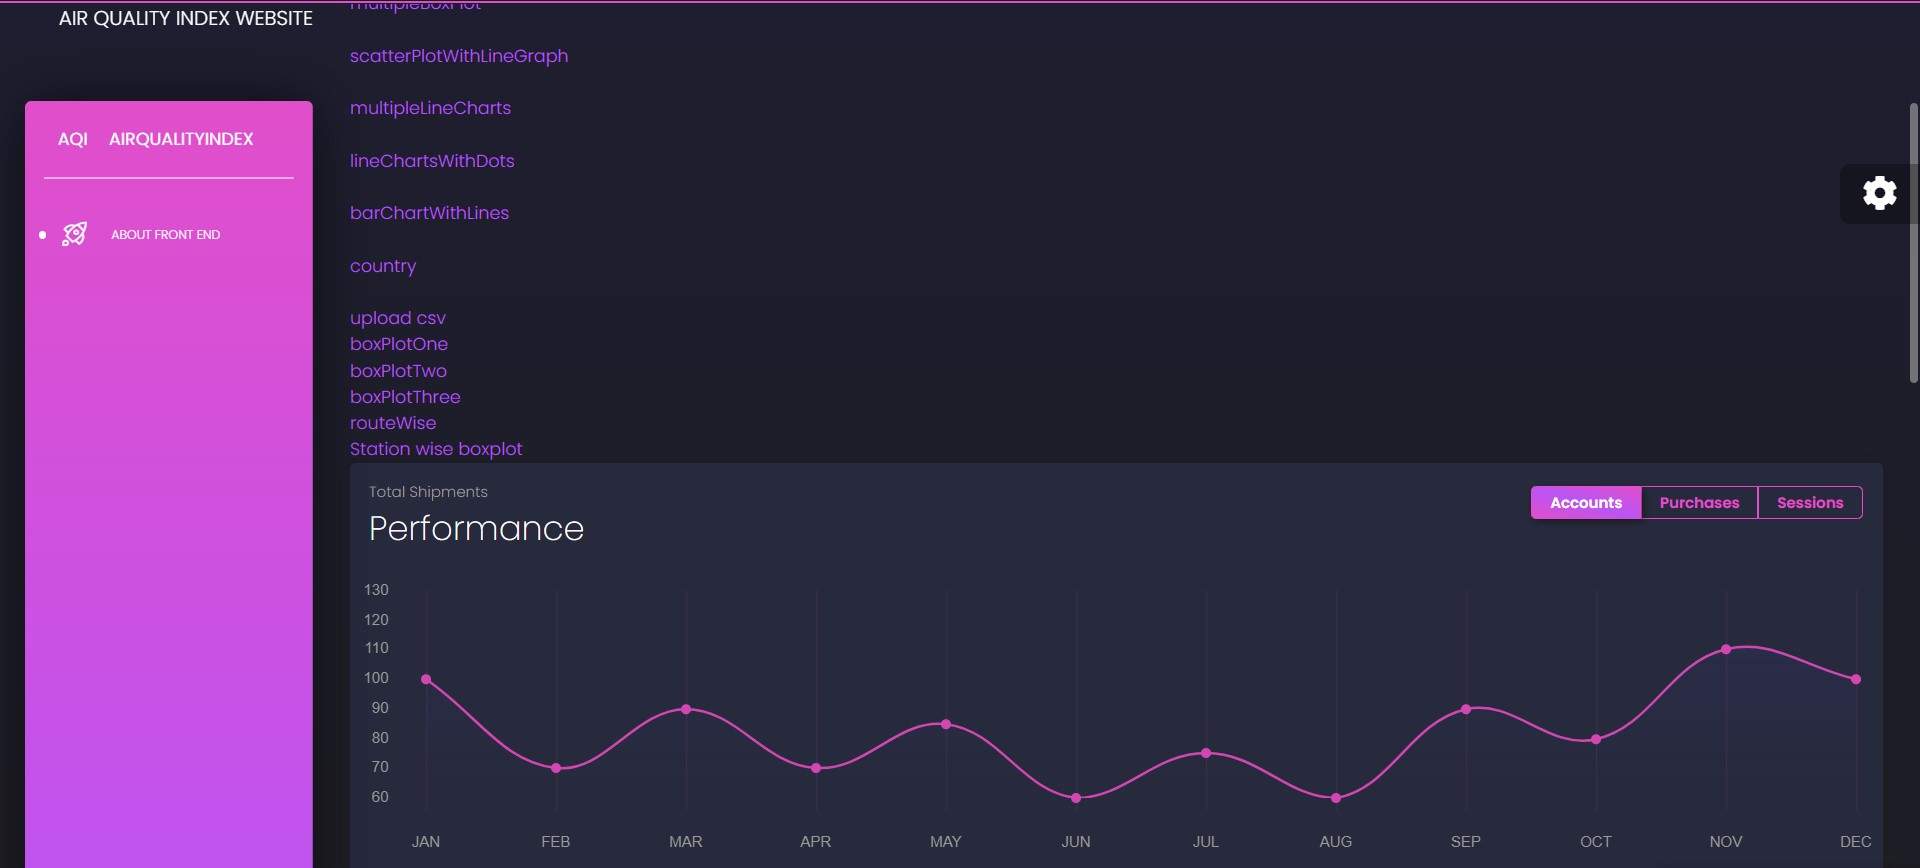 AIR QUALITY INDEX WEBSITE
AQI AIRQUALITYINDEX
ABOUT FRONT END
multipleBoxPlot
scatterPlotWithLineGraph
multipleLineCharts
lineChartsWithDots
barChartWithLines
country
upload csv
boxPlotOne
boxPlotTwo
boxPlotThree
routeWise
Station wise boxplot
Total Shipments
Performance
Accounts Purchases Sessions
130
120
110
100
90
80
70
60
JAN FEB MAR APR MAY JUN JUL AUG SEP OCT NOV DEC